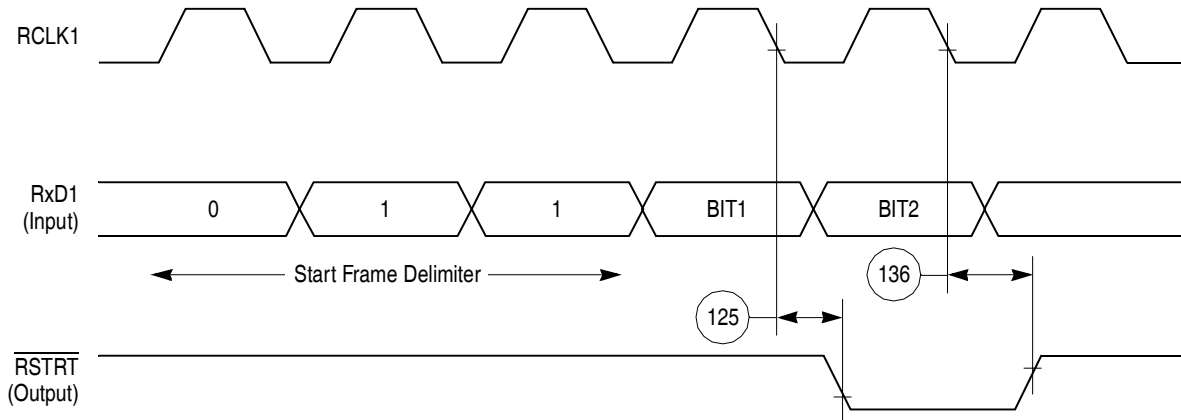 RCLK1
RxD1
(Input)
0
1
1
BIT1
BIT2
Start Frame Delimiter
136
125
RSTRT
(Output)